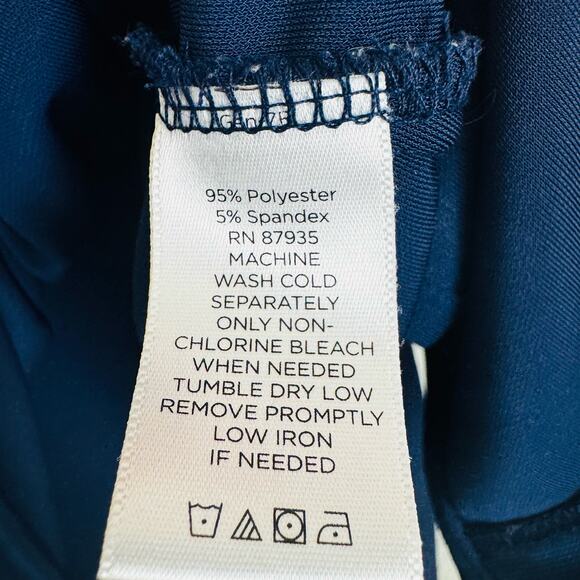 95% Polyester
5% Spandex
RN 87935
MACHINE
WASH COLD
SEPARATELY
ONLY NON-
CHLORINE BLEACH
WHEN NEEDED
TUMBLE DRY LOW
REMOVE PROMPTLY
LOW IRON
IF NEEDED